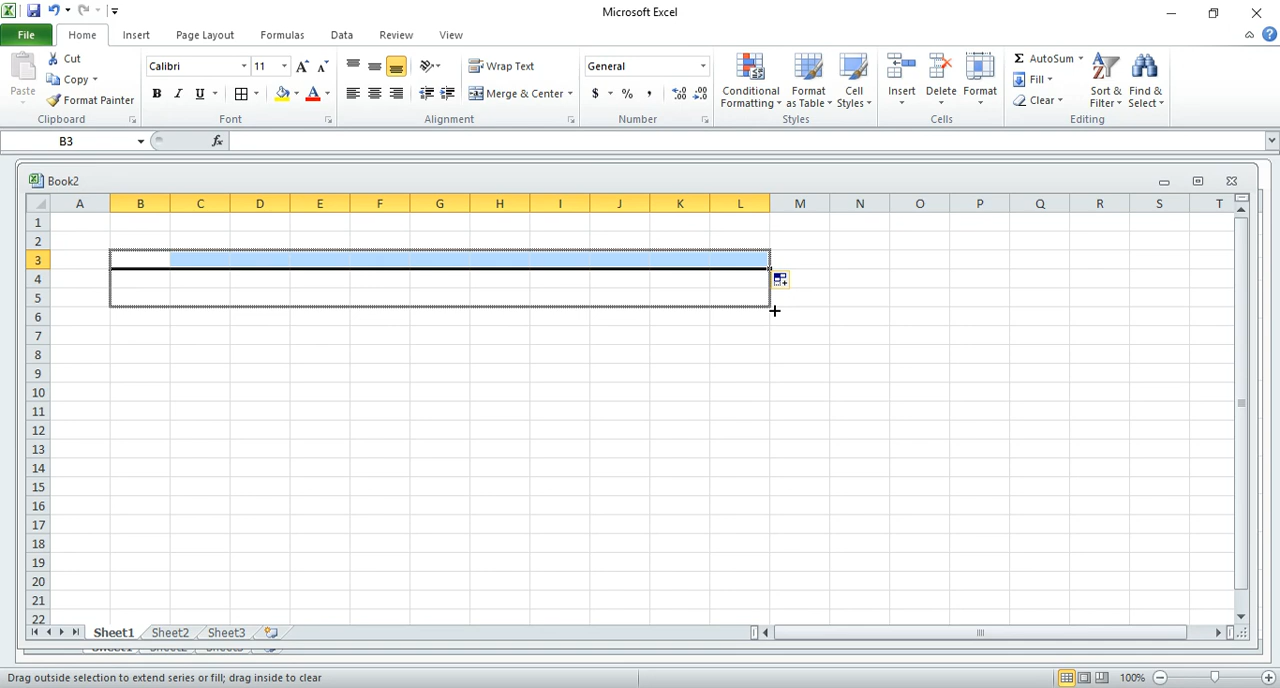 Microsoft Excel
File Home Insert Page Layout Formulas Data Review View
Paste Cut Copy Format Painter Clipboard
Calibri 11 B I U A Font
Wrap Text Merge & Center Alignment
General $ % , Number
Conditional Formatting Format as Table Cell Styles Styles
Insert Delete Format Cells
Σ AutoSum Fill Clear Sort & Filter Find & Select Editing
B3 fx
Book2
A B C D E F G H I J K L M N O P Q R S T
1
2
3
4
5
6
7
8
9
10
11
12
13
14
15
16
17
18
19
20
21
22
Sheet1 Sheet2 Sheet3
Sheet1 Sheet2 Sheet3
Drag outside selection to extend series or fill; drag inside to clear 100%